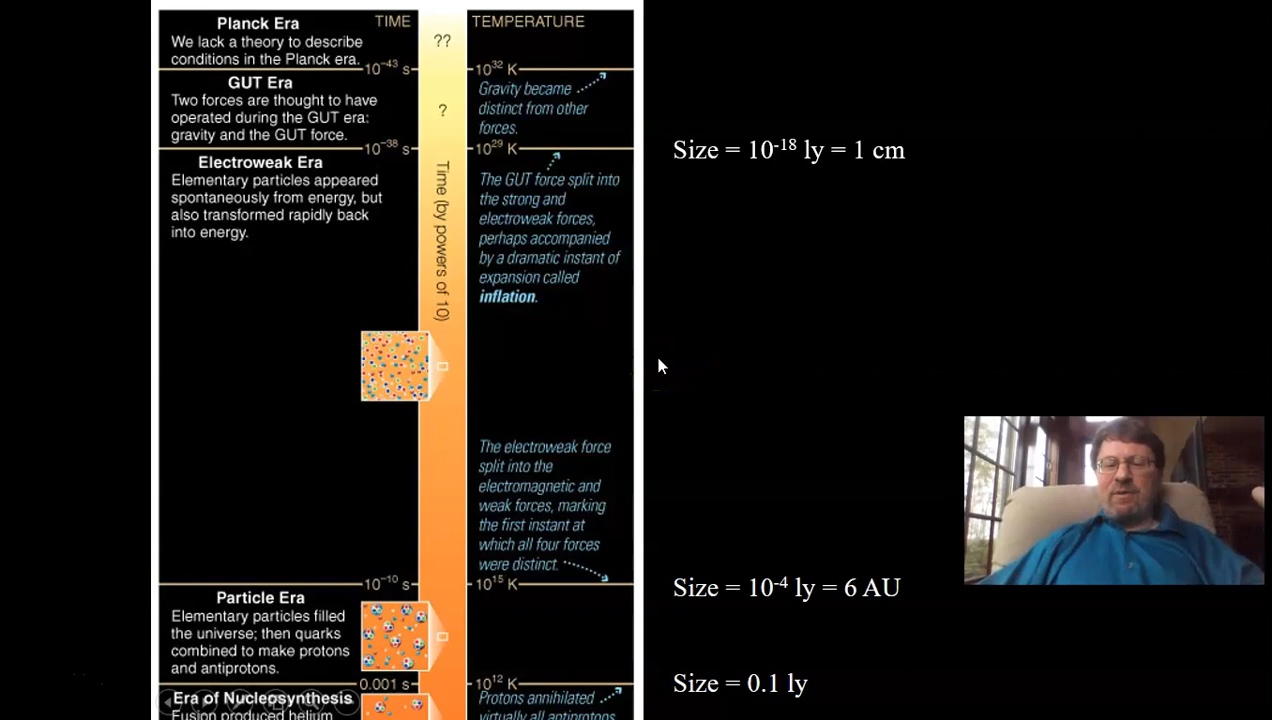 Planck Era
We lack a theory to describe
conditions in the Planck era.
TIME
??
TEMPERATURE
10⁻⁴³ s
10³² K
GUT Era
Two forces are thought to have
operated during the GUT era:
gravity and the GUT force.
?
Gravity became
distinct from other
forces.
10⁻³⁸ s
10²⁹ K
Size = 10⁻¹⁸ ly = 1 cm
Electroweak Era
Elementary particles appeared
spontaneously from energy, but
also transformed rapidly back
into energy.
Time (by powers of 10)
The GUT force split into
the strong and
electroweak forces,
perhaps accompanied
by a dramatic instant of
expansion called
inflation.
The electroweak force
split into the
electromagnetic and
weak forces, marking
the first instant at
which all four forces
were distinct.
10⁻¹⁰ s
10¹⁵ K
Size = 10⁻⁴ ly = 6 AU
Particle Era
Elementary particles filled
the universe; then quarks
combined to make protons
and antiprotons.
0.001 s
10¹² K
Size = 0.1 ly
Era of Nucleosynthesis
Fusion produced helium
Protons annihilated
virtually all antiprotons